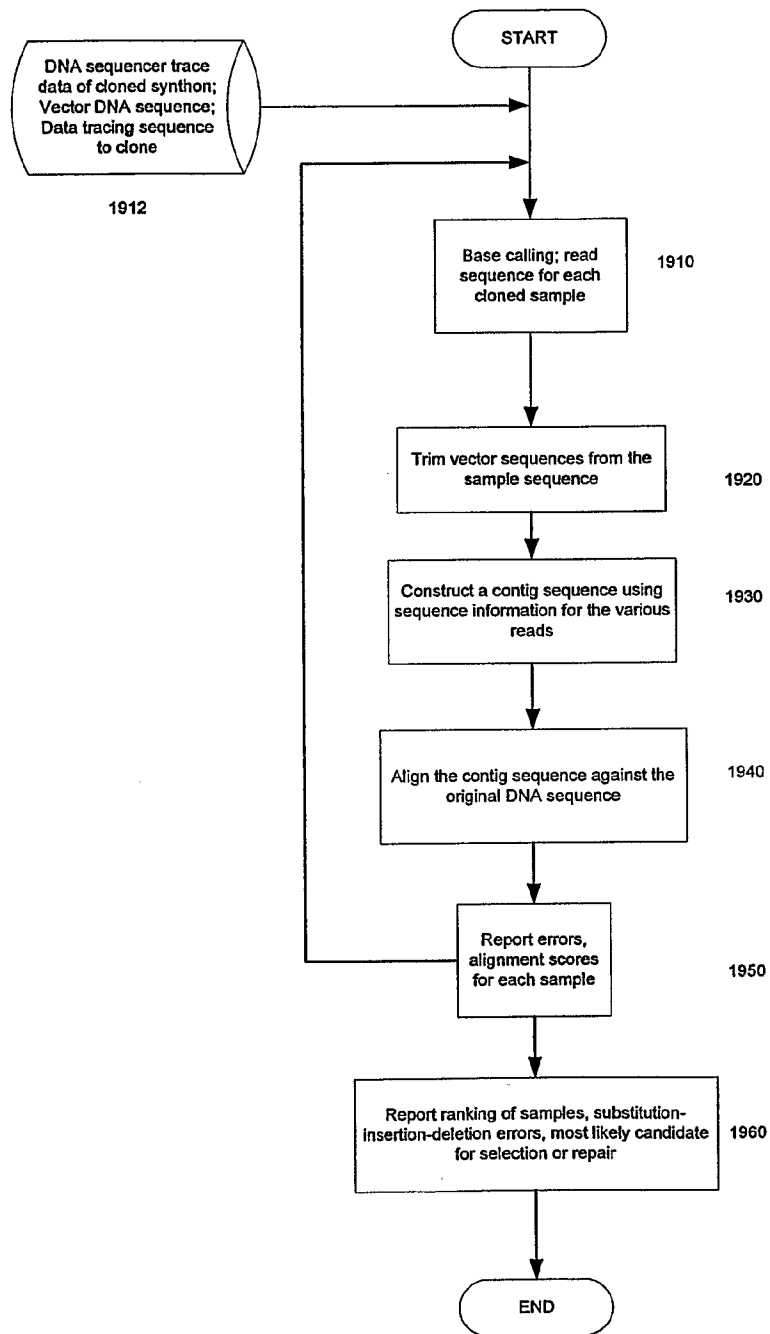 START
DNA sequencer trace
data of cloned synthon;
Vector DNA sequence;
Data tracing sequence
to clone
1912
Base calling; read
sequence for each
cloned sample
1910
Trim vector sequences from the
sample sequence
1920
Construct a contig sequence using
sequence information for the various
reads
1930
Align the contig sequence against the
original DNA sequence
1940
Report errors,
alignment scores
for each sample
1950
Report ranking of samples, substitution-
insertion-deletion errors, most likely candidate
for selection or repair
1960
END